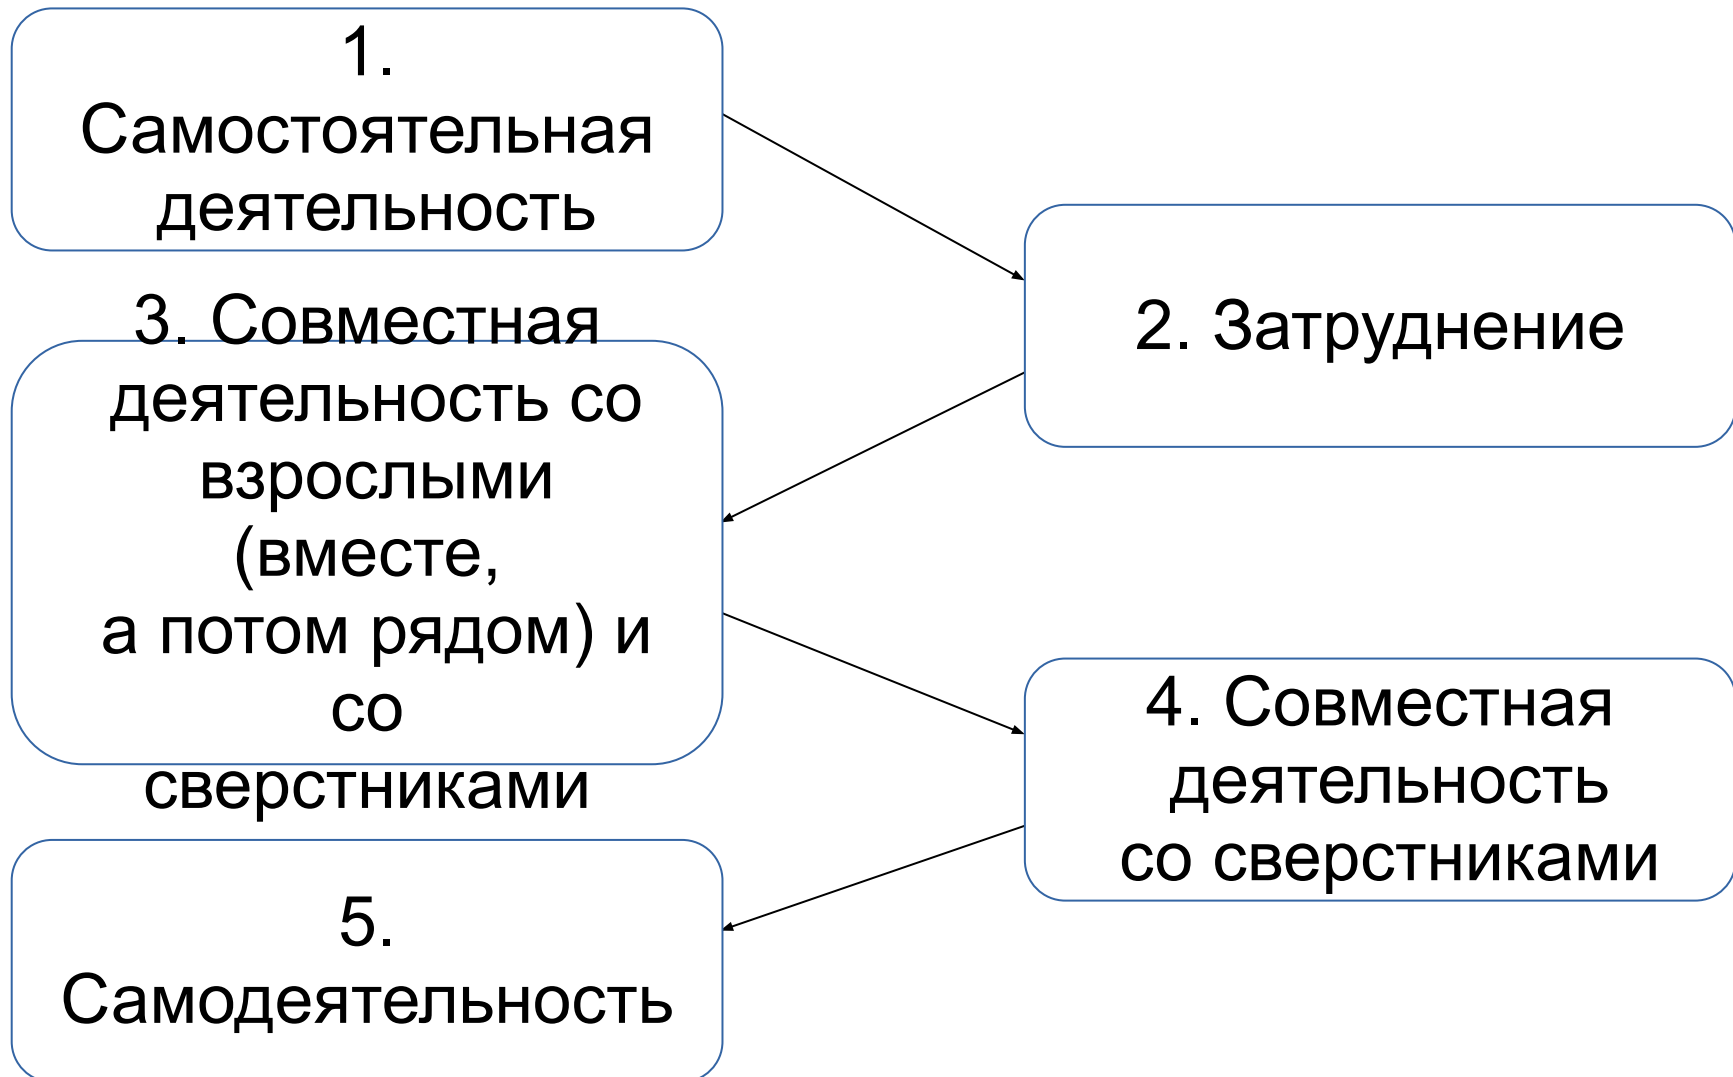 1.
Самостоятельная
деятельность
2. Затруднение
3. Совместная
деятельность со
взрослыми
(вместе,
а потом рядом) и
со
сверстниками
4. Совместная
деятельность
со сверстниками
5.
Самодеятельность